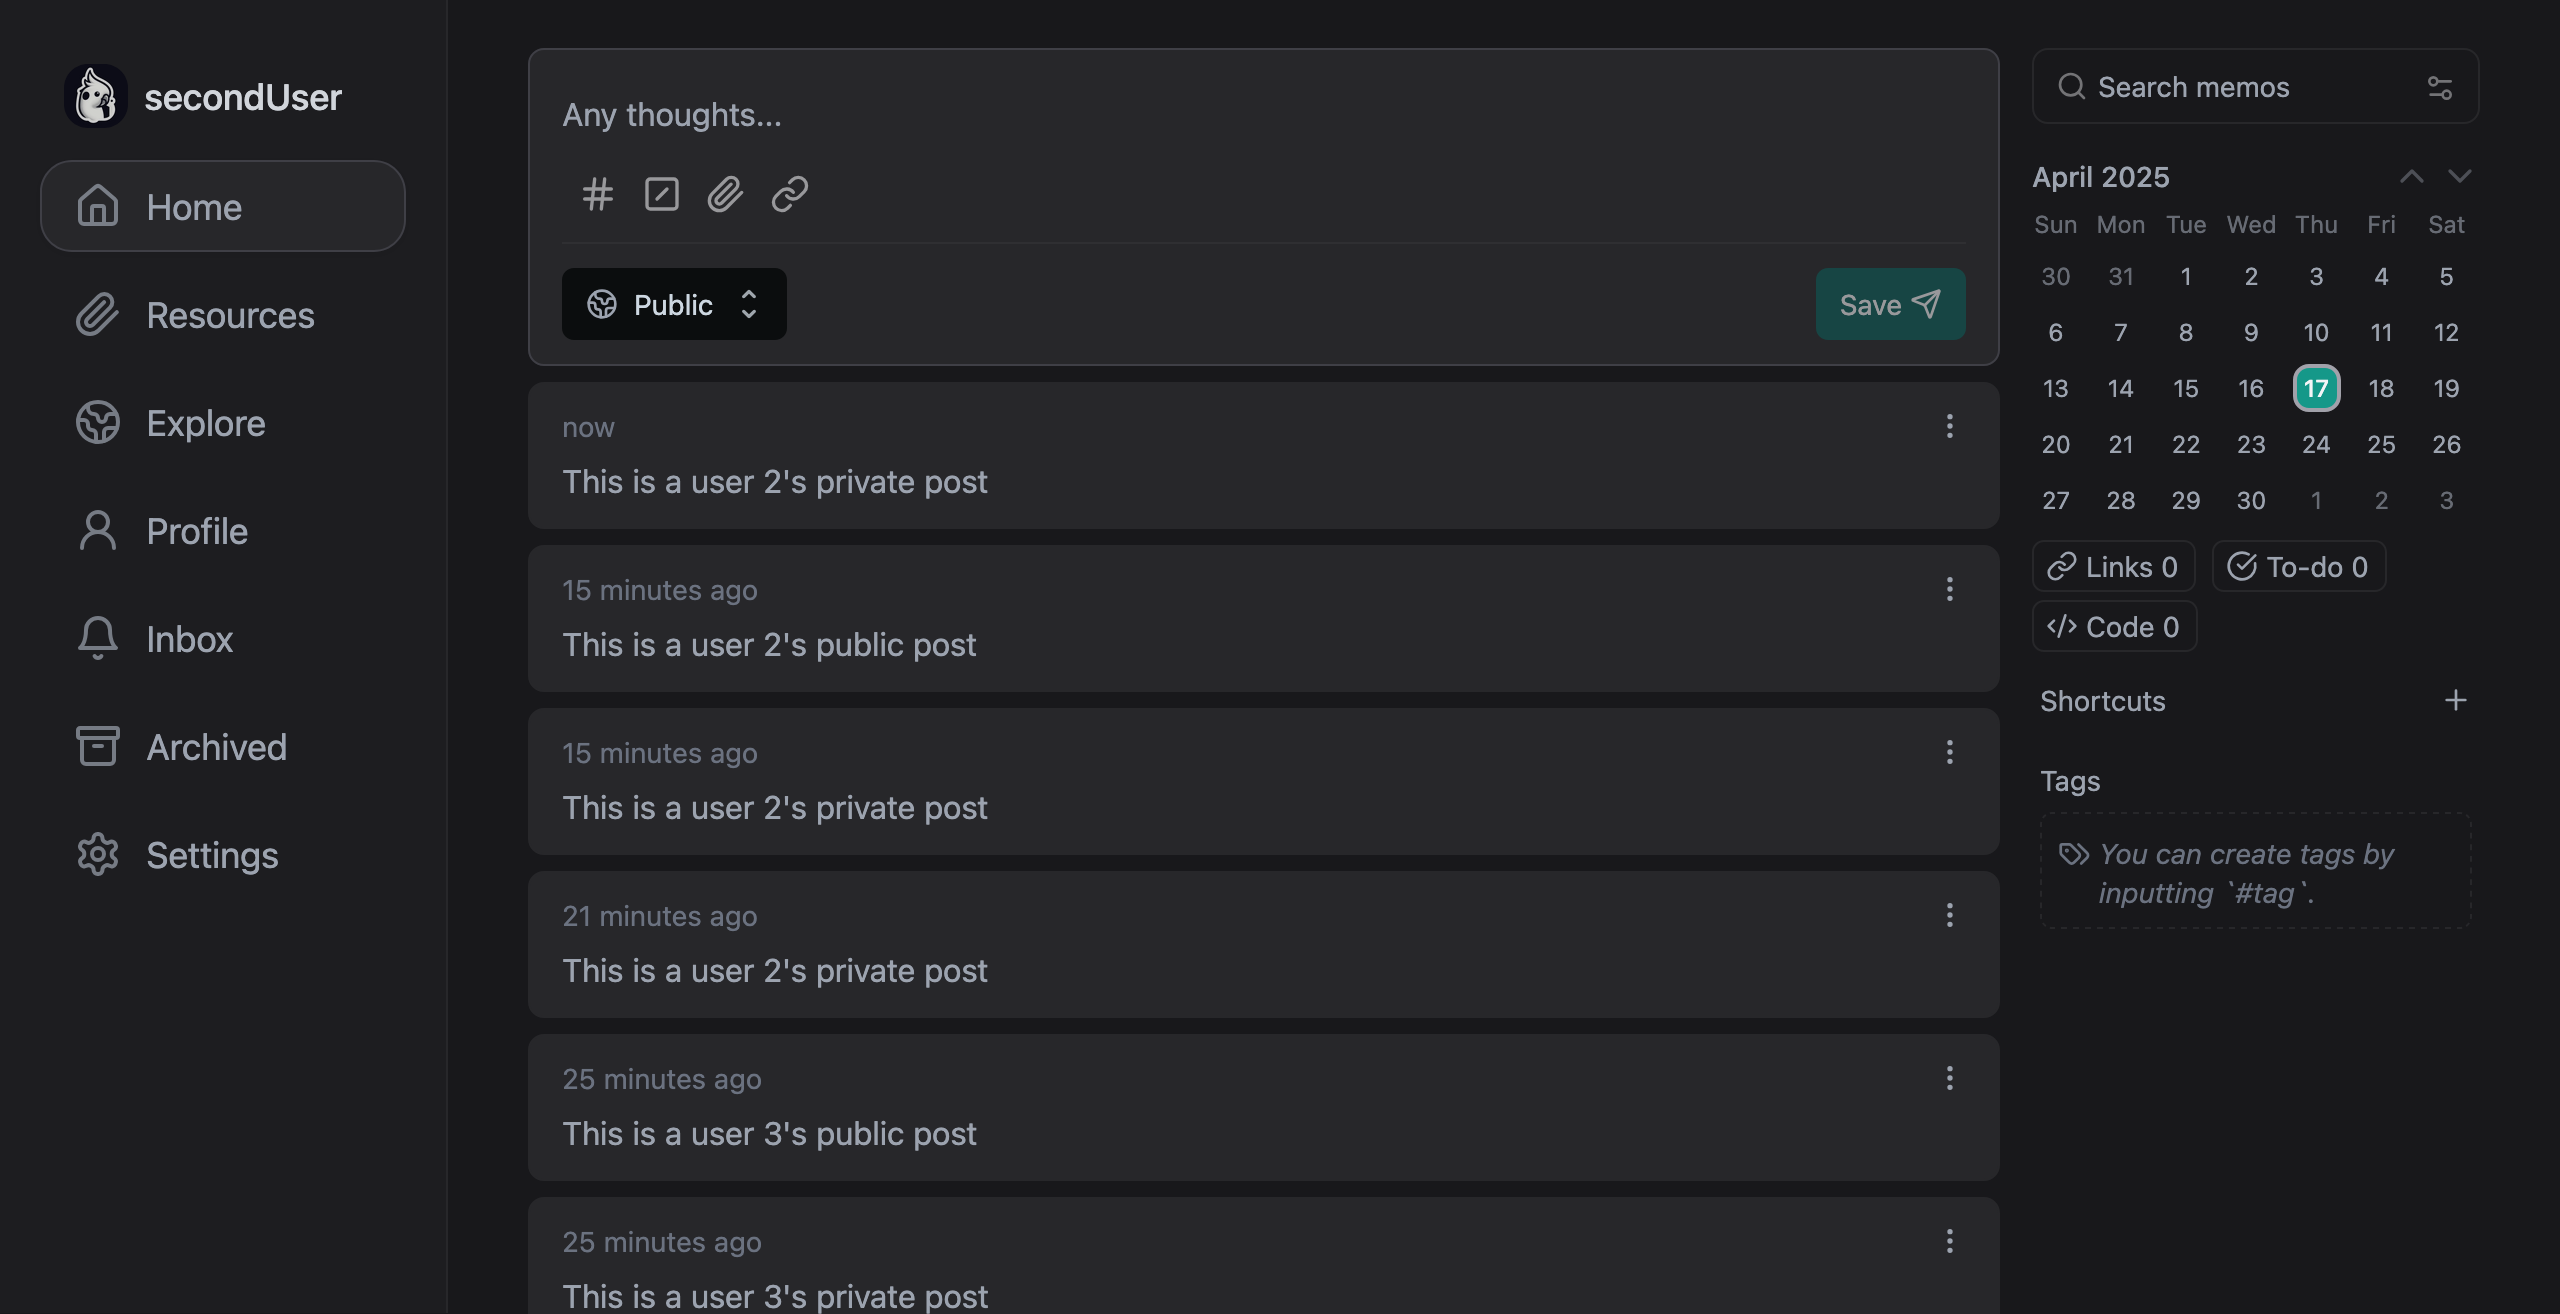 secondUser
Home
Resources
Explore
Profile
Inbox
Archived
Settings
Any thoughts...
Public
Save
now
This is a user 2's private post
15 minutes ago
This is a user 2's public post
15 minutes ago
This is a user 2's private post
21 minutes ago
This is a user 2's private post
25 minutes ago
This is a user 3's public post
25 minutes ago
This is a user 3's private post
Search memos
April 2025
Sun Mon Tue Wed Thu Fri Sat
30 31 1 2 3 4 5
6 7 8 9 10 11 12
13 14 15 16 17 18 19
20 21 22 23 24 25 26
27 28 29 30 1 2 3
Links 0 To-do 0
Code 0
Shortcuts
Tags
You can create tags by
inputting `#tag`.